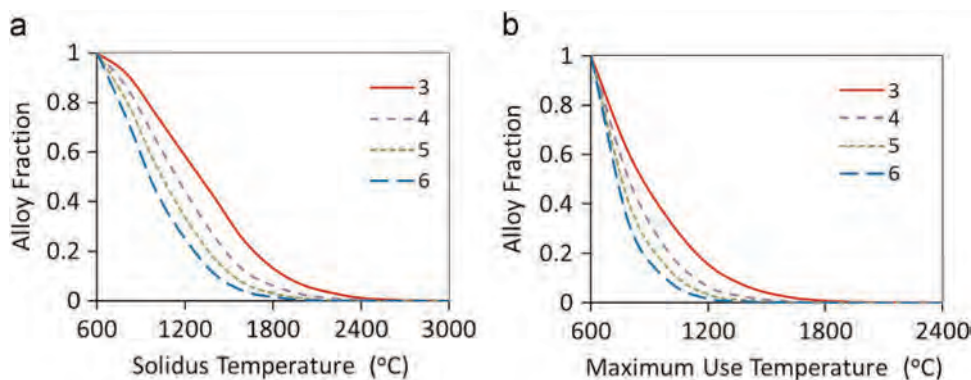 a
1
0.8
0.6
0.4
0.2
0
Alloy Fraction
3
4
5
6
600 1200 1800 2400 3000
Solidus Temperature (°C)
b
1
0.8
0.6
0.4
0.2
0
Alloy Fraction
3
4
5
6
600 1200 1800 2400
Maximum Use Temperature (°C)